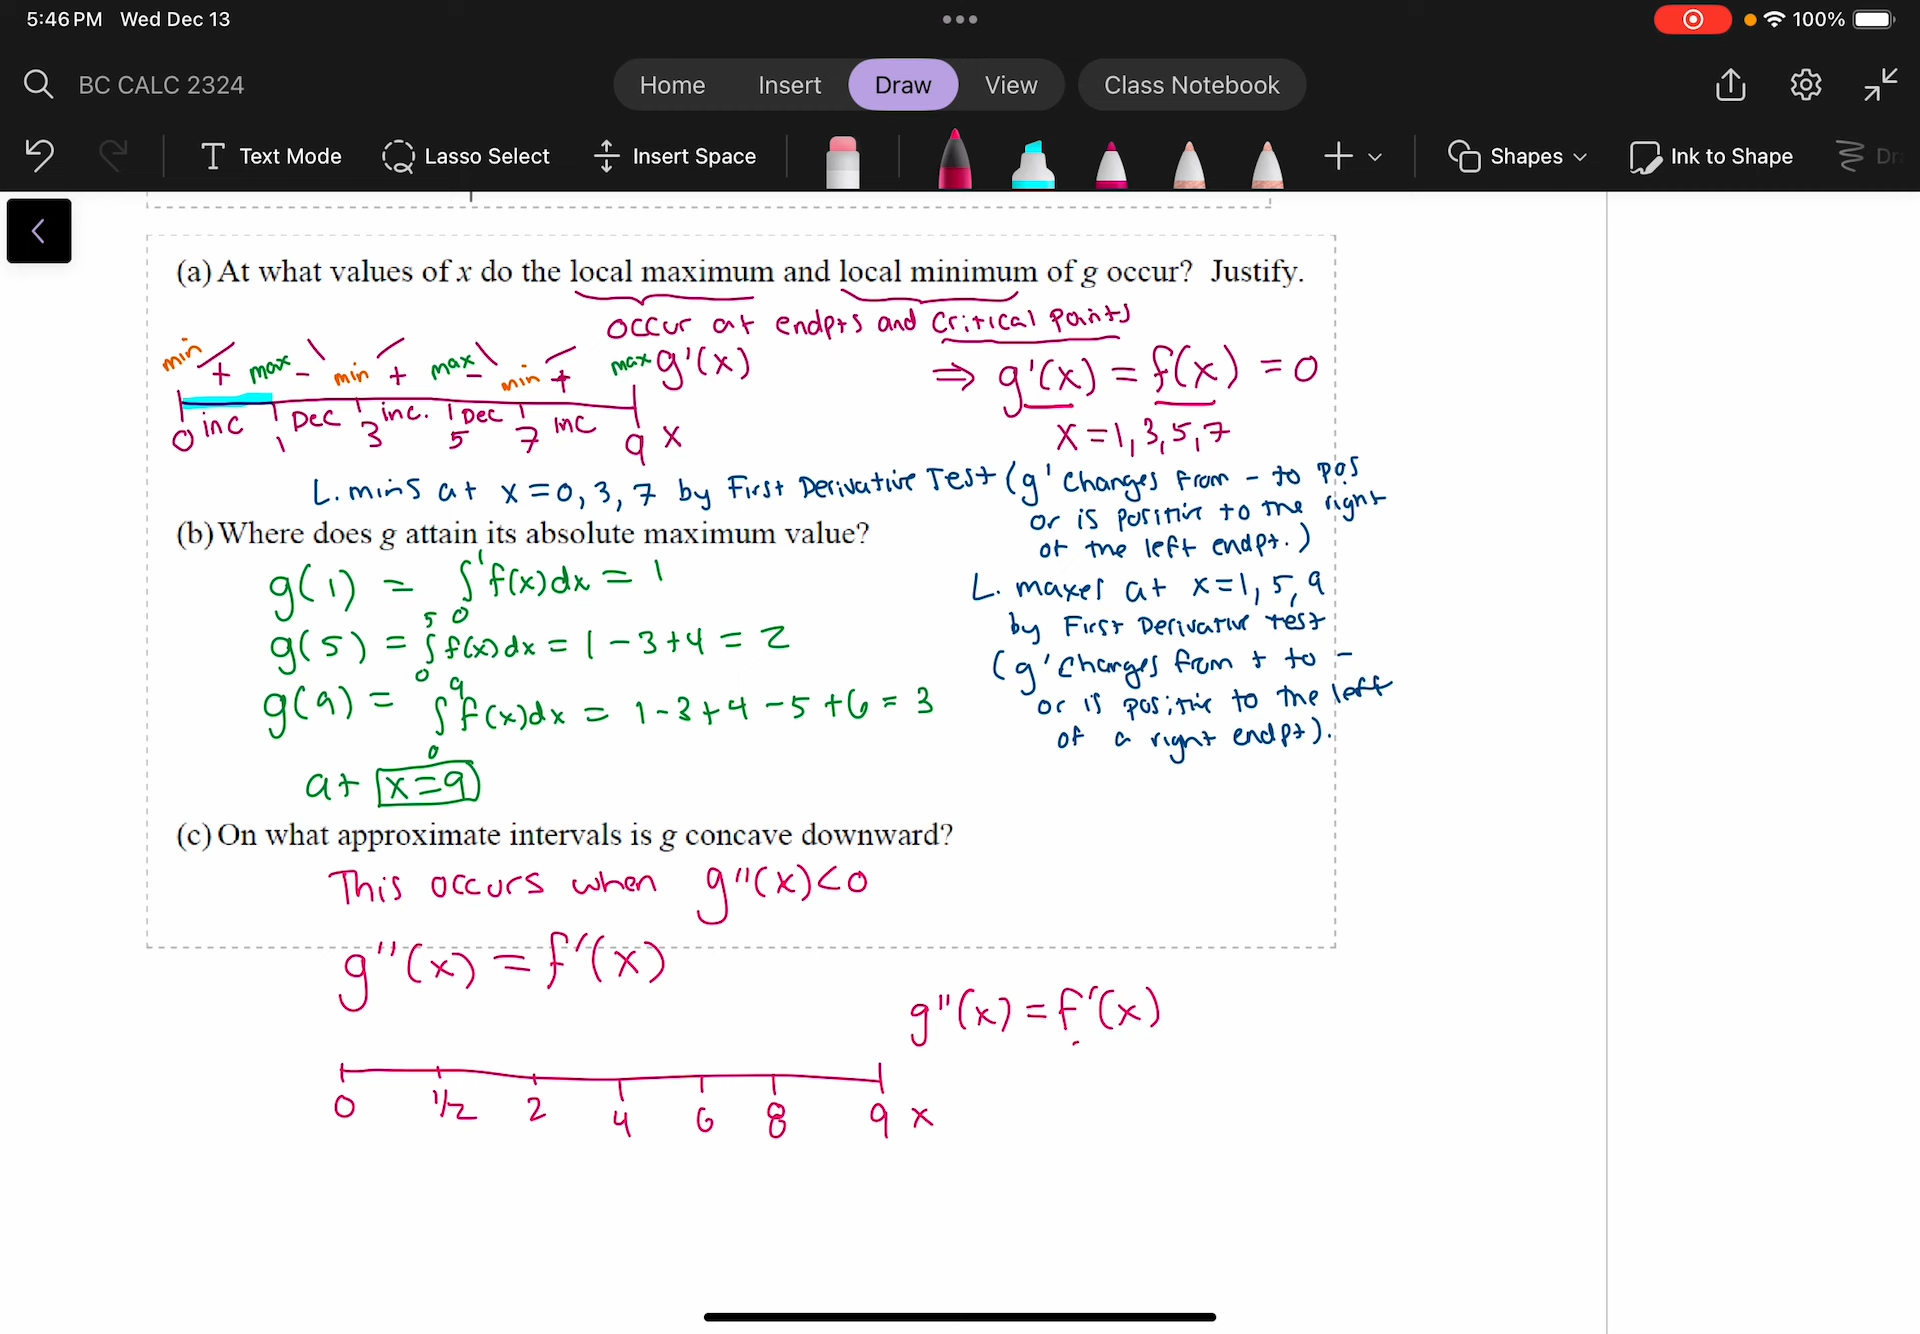 5:46 PM Wed Dec 13
100%
BC CALC 2324
Home Insert Draw View Class Notebook
Text Mode Lasso Select Insert Space Shapes Ink to Shape Dr
(a) At what values of x do the local maximum and local minimum of g occur? Justify.
occur at endpts and critical points
min + max - min + max - min + max g'(x)
⇒ g'(x) = f(x) = 0
0 inc 1 Dec 3 inc. 5 Dec 7 inc 9 x
x = 1, 3, 5, 7
L. mins at x = 0, 3, 7 by First Derivative Test (g' changes from - to pos
or is positive to the right
of the left endpt.)
(b) Where does g attain its absolute maximum value?
g(1) = ∫₀¹ f(x)dx = 1
g(5) = ∫₀⁵ f(x)dx = 1 - 3 + 4 = 2
g(9) = ∫₀⁹ f(x)dx = 1 - 3 + 4 - 5 + 6 = 3
at x = 9
L. maxes at x = 1, 5, 9
by First Derivative test
(g' changes from + to -
or is positive to the left
of a right endpt).
(c) On what approximate intervals is g concave downward?
This occurs when g''(x) < 0
g''(x) = f'(x)
g''(x) = f'(x)
0 1/2 2 4 6 8 9 x